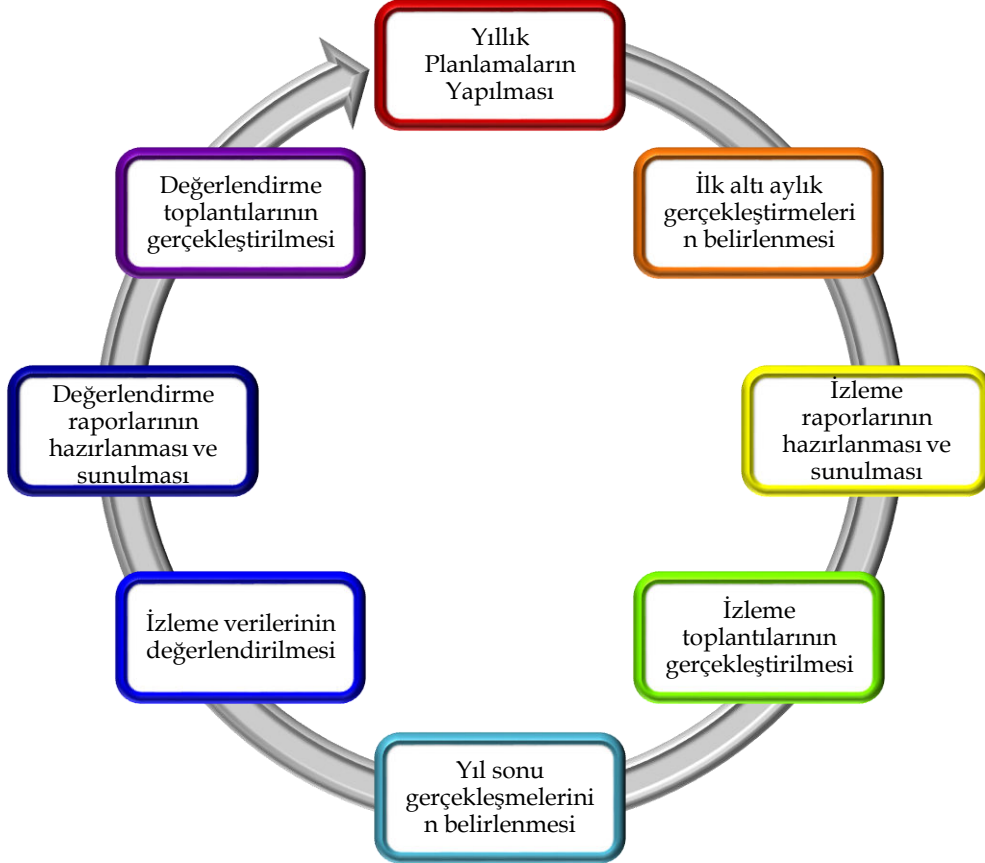 Yıllık
Planlamaların
Yapılması
İlk altı aylık
gerçekleştirmeleri
n belirlenmesi
İzleme
raporlarının
hazırlanması ve
sunulması
İzleme
toplantılarının
gerçekleştirilmesi
Yıl sonu
gerçekleşmelerini
n belirlenmesi
İzleme verilerinin
değerlendirilmesi
Değerlendirme
raporlarının
hazırlanması ve
sunulması
Değerlendirme
toplantılarının
gerçekleştirilmesi